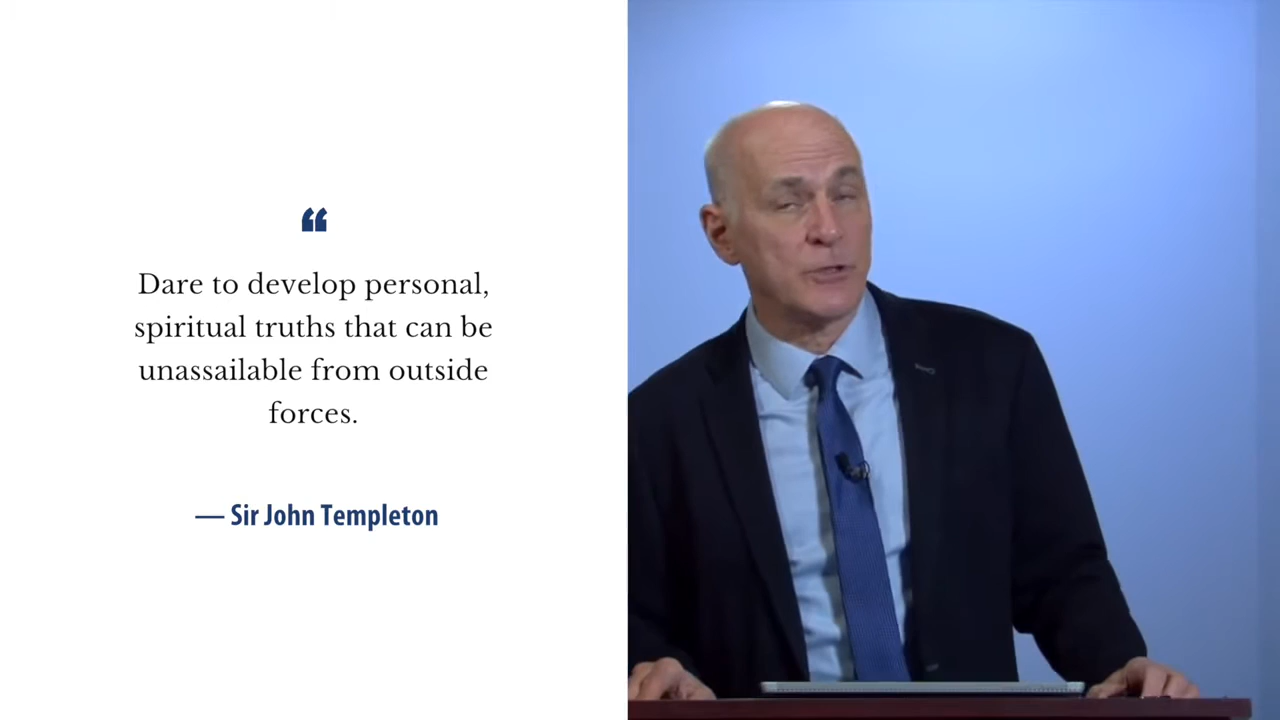 “
Dare to develop personal,
spiritual truths that can be
unassailable from outside
forces.
— Sir John Templeton